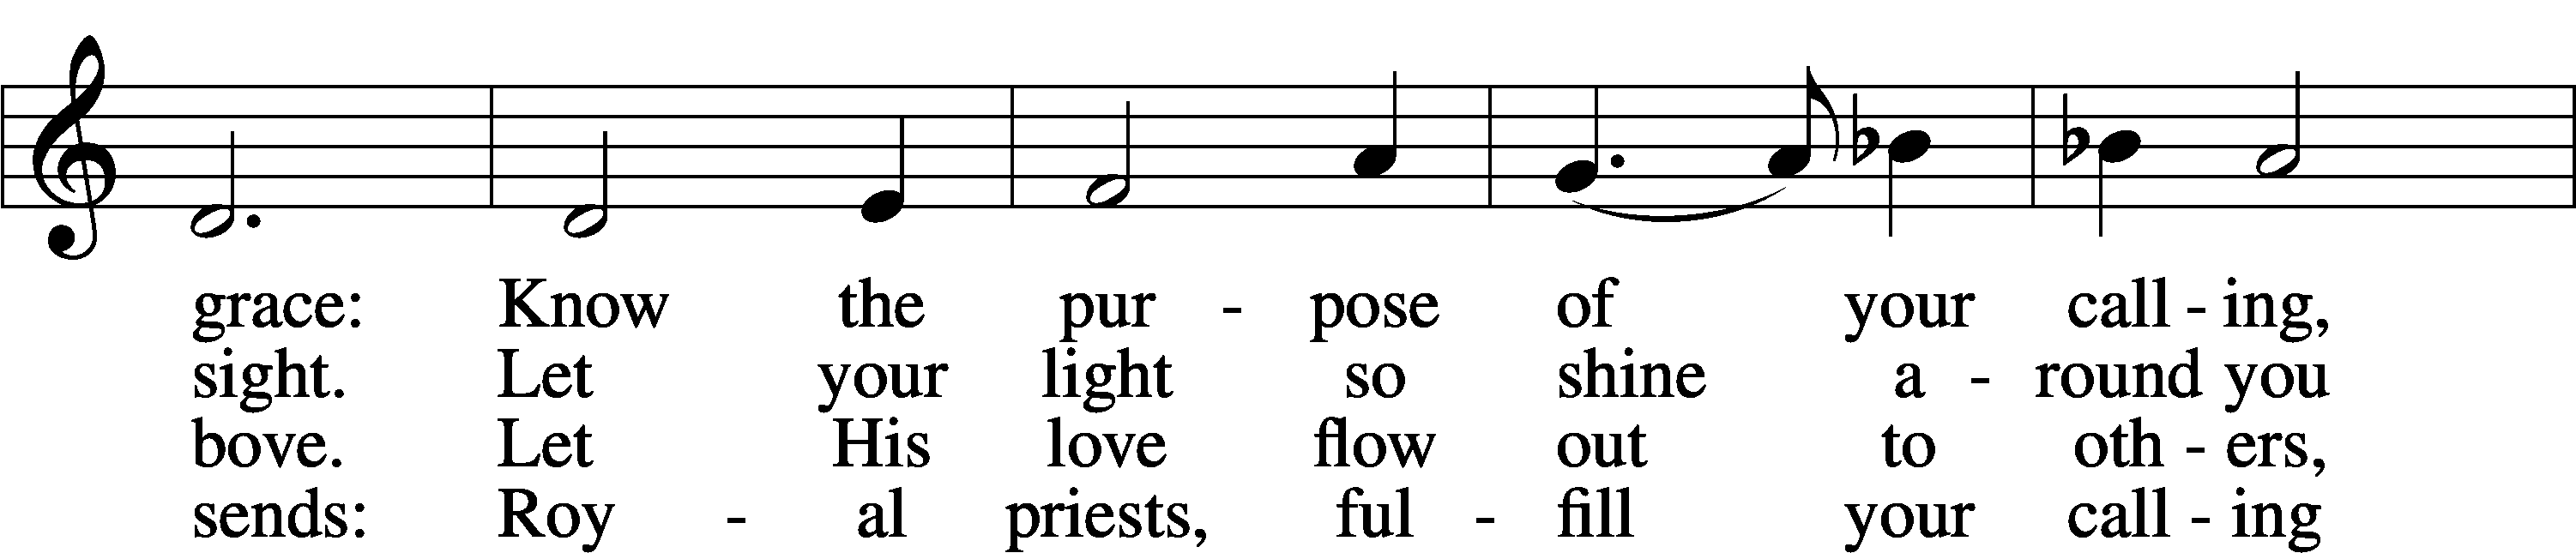 grace: Know the pur - pose of your call - ing,
sight. Let your light so shine a - round you
bove. Let His love flow out to oth - ers,
sends: Roy - al priests, ful - fill your call - ing